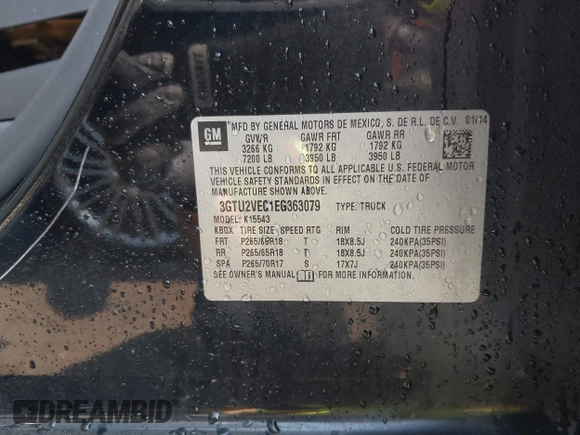 GM MFD BY GENERAL MOTORS DE MEXICO, S. DE R.L. DE C.V. 01/14
GVWR GAWR FRT GAWR RR
3266 KG 1792 KG 1792 KG
7200 LB 3950 LB 3950 LB
THIS VEHICLE CONFORMS TO ALL APPLICABLE U.S. FEDERAL MOTOR
VEHICLE SAFETY, BUMPER, AND THEFT PREVENTION STANDARDS IN EFFECT ON THE DATE OF
MANUFACTURE SHOWN ABOVE.
3GTU2VEC1EG363079 TYPE: TRUCK
MODEL: K15543
KBGX TIRE SIZE SPEED RTG RIM COLD TIRE PRESSURE
FRT P265/65R18 T 18X8.5J 240KPA(35PSI)
RR P265/65R18 T 18X8.5J 240KPA(35PSI)
SPA P265/70R17 S 17X7J 240KPA(35PSI)
SEE OWNER'S MANUAL FOR MORE INFORMATION.
DREAMBID